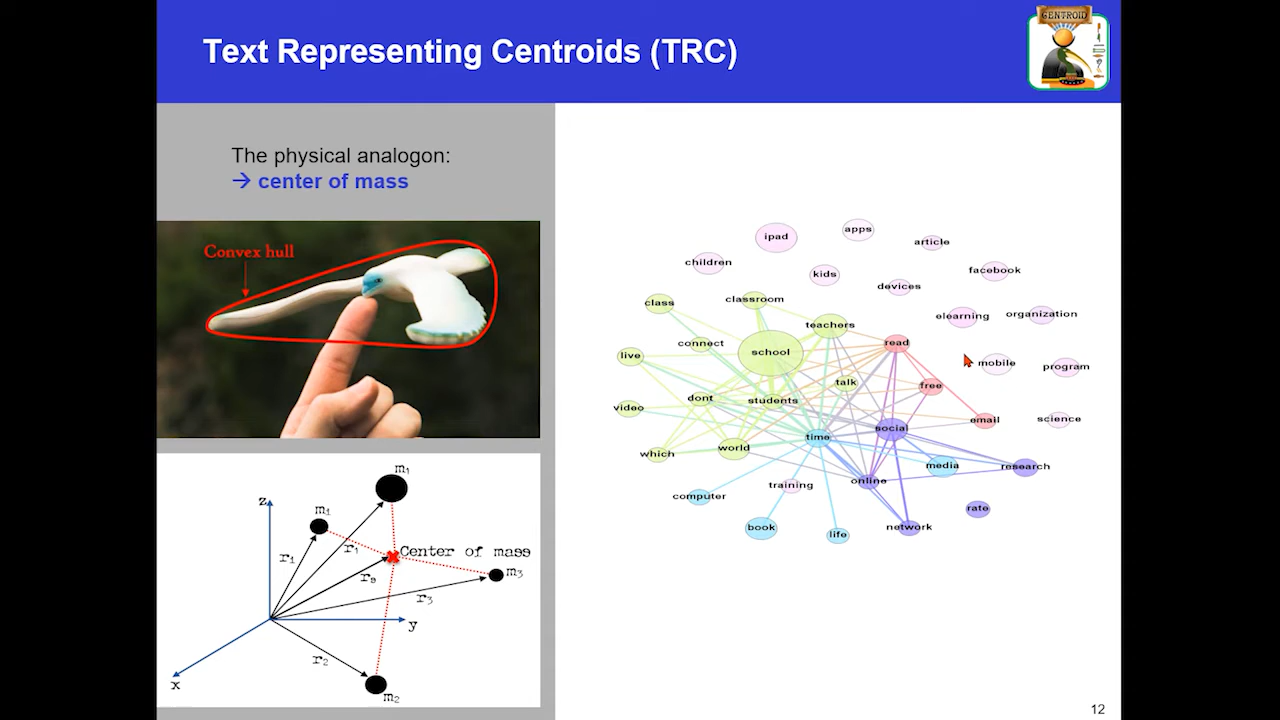 Text Representing Centroids (TRC)
CENTROID
The physical analogon:
→ center of mass
Convex hull
z
m1
m1
r1
r1
Center of mass
r0
m3
r3
y
r2
x
m2
ipad
apps
article
children
kids
facebook
devices
class
classroom
elearning
organization
teachers
connect
school
read
live
mobile
program
talk
free
dont
students
video
email
science
social
time
world
which
media
research
online
training
computer
rate
book
life
network
12